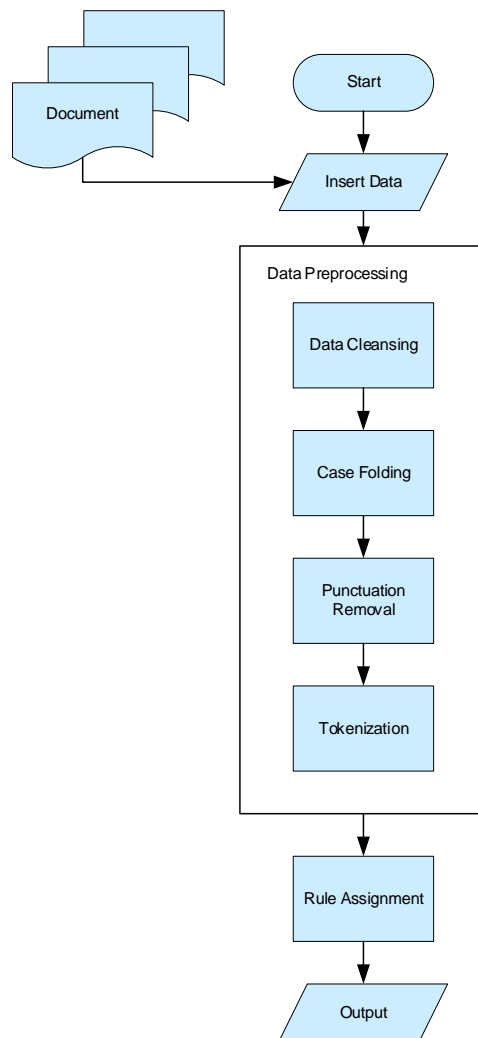 Document
Start
Insert Data
Data Preprocessing
Data Cleansing
Case Folding
Punctuation
Removal
Tokenization
Rule Assignment
Output